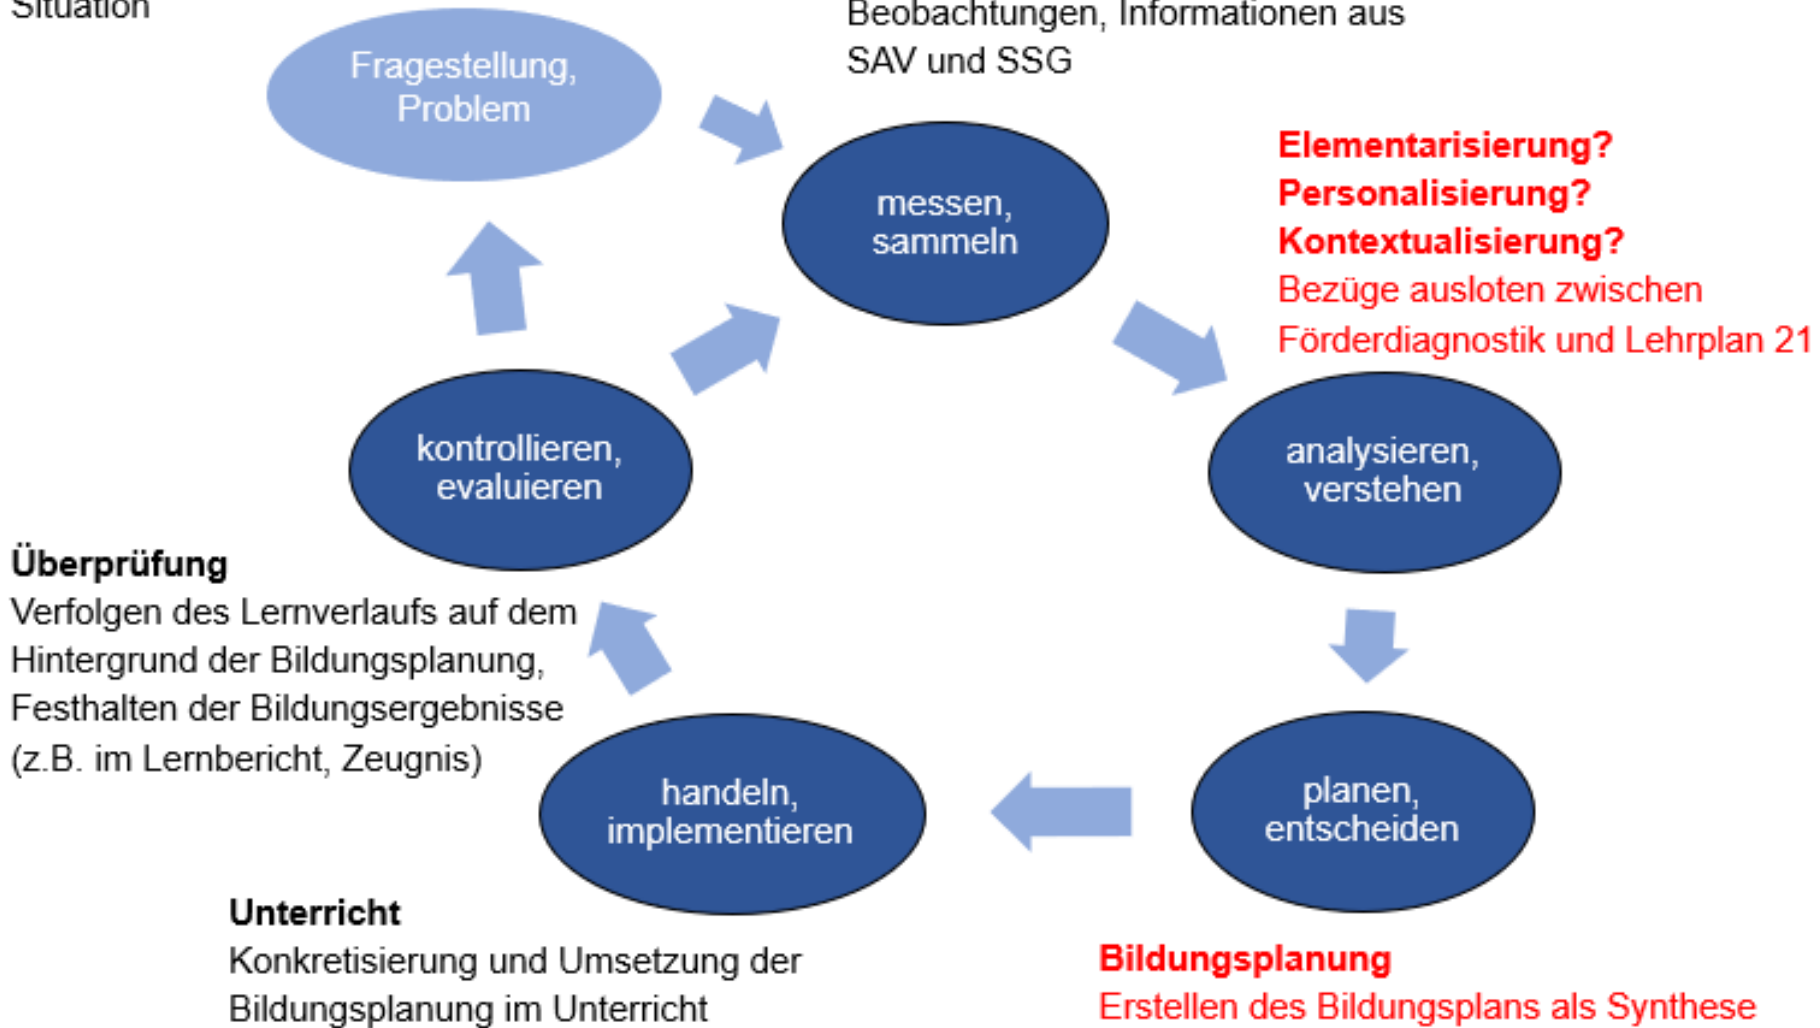 Situation
Beobachtungen, Informationen aus
SAV und SSG
Fragestellung,
Problem
messen,
sammeln
Elementarisierung?
Personalisierung?
Kontextualisierung?
Bezüge ausloten zwischen
Förderdiagnostik und Lehrplan 21
analysieren,
verstehen
kontrollieren,
evaluieren
Überprüfung
Verfolgen des Lernverlaufs auf dem
Hintergrund der Bildungsplanung,
Festhalten der Bildungsergebnisse
(z.B. im Lernbericht, Zeugnis)
planen,
entscheiden
handeln,
implementieren
Unterricht
Konkretisierung und Umsetzung der
Bildungsplanung im Unterricht
Bildungsplanung
Erstellen des Bildungsplans als Synthese